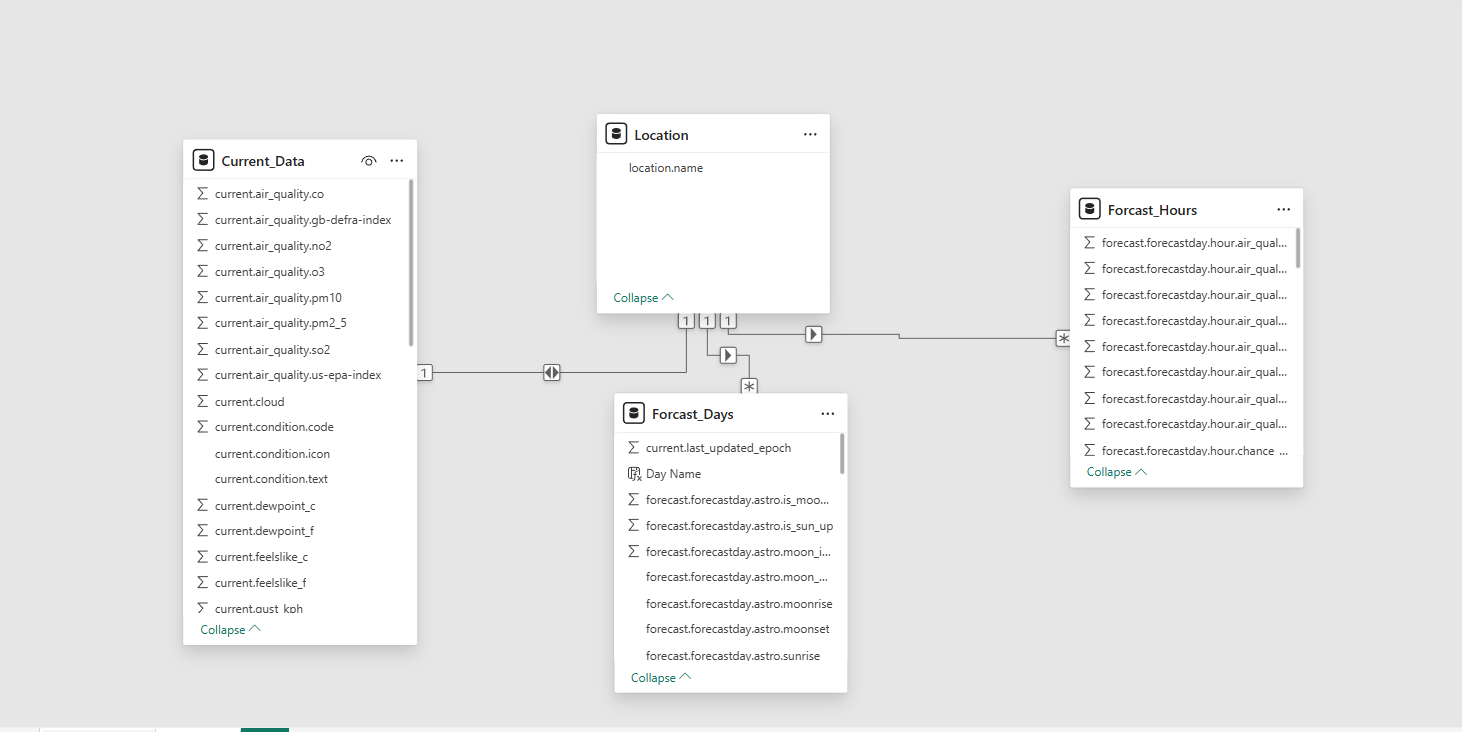 Current_Data
current.air_quality.co
current.air_quality.gb-defra-index
current.air_quality.no2
current.air_quality.o3
current.air_quality.pm10
current.air_quality.pm2_5
current.air_quality.so2
current.air_quality.us-epa-index
current.cloud
current.condition.code
current.condition.icon
current.condition.text
current.dewpoint_c
current.dewpoint_f
current.feelslike_c
current.feelslike_f
current.gust_kph
Collapse
Location
location.name
Collapse
1 1 1
1
*
*
Forcast_Days
current.last_updated_epoch
Day Name
forecast.forecastday.astro.is_moo...
forecast.forecastday.astro.is_sun_up
forecast.forecastday.astro.moon_i...
forecast.forecastday.astro.moon_...
forecast.forecastday.astro.moonrise
forecast.forecastday.astro.moonset
forecast.forecastday.astro.sunrise
Collapse
Forcast_Hours
forecast.forecastday.hour.air_qual...
forecast.forecastday.hour.air_qual...
forecast.forecastday.hour.air_qual...
forecast.forecastday.hour.air_qual...
forecast.forecastday.hour.air_qual...
forecast.forecastday.hour.air_qual...
forecast.forecastday.hour.air_qual...
forecast.forecastday.hour.air_qual...
forecast.forecastday.hour.chance_...
Collapse